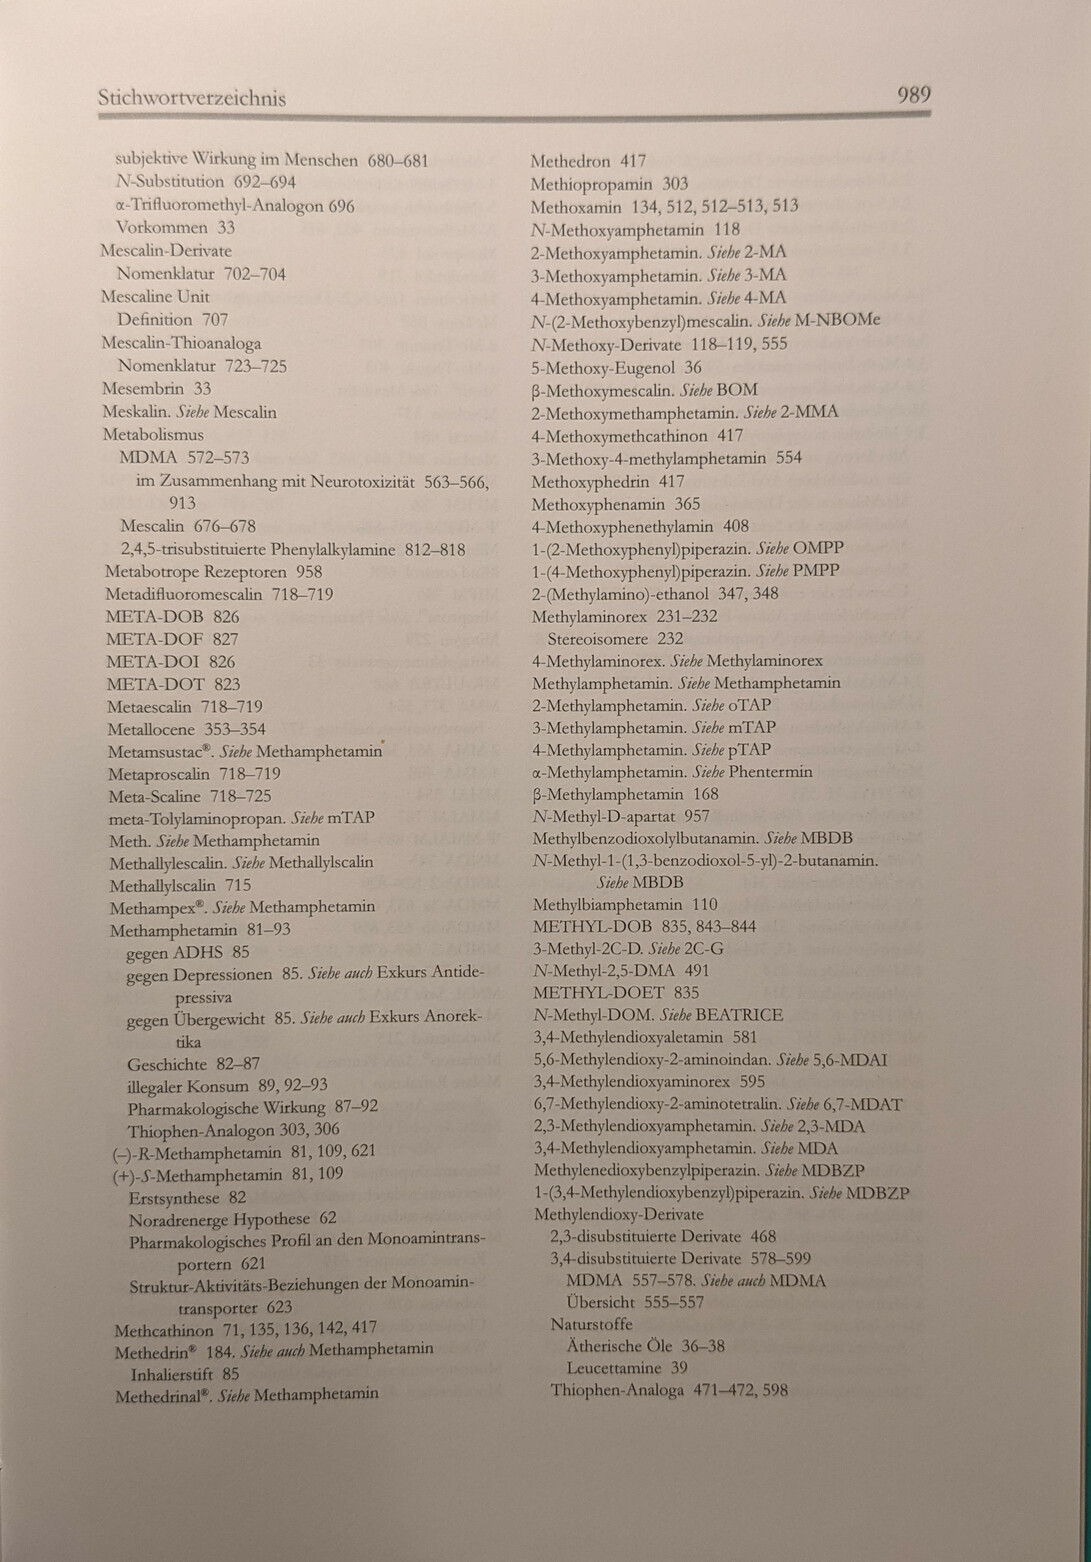 Stichwortverzeichnis
989
subjektive Wirkung im Menschen 680–681
N-Substitution 692–694
α-Trifluoromethyl-Analogon 696
Vorkommen 33
Mescalin-Derivate
Nomenklatur 702–704
Mescaline Unit
Definition 707
Mescalin-Thioanaloga
Nomenklatur 723–725
Mesembrin 33
Meskalin. Siehe Mescalin
Metabolismus
MDMA 572–573
im Zusammenhang mit Neurotoxizität 563–566,
913
Mescalin 676–678
2,4,5-trisubstituierte Phenylalkylamine 812–818
Metabotrope Rezeptoren 958
Metadifluoromescalin 718–719
META-DOB 826
META-DOF 827
META-DOI 826
META-DOT 823
Metaescalin 718–719
Metallocene 353–354
Metamsustac®. Siehe Methamphetamin
Metaproscalin 718–719
Meta-Scaline 718–725
meta-Tolylaminopropan. Siehe mTAP
Meth. Siehe Methamphetamin
Methallylescalin. Siehe Methallylscalin
Methallylscalin 715
Methampex®. Siehe Methamphetamin
Methamphetamin 81–93
gegen ADHS 85
gegen Depressionen 85. Siehe auch Exkurs Antide-
pressiva
gegen Übergewicht 85. Siehe auch Exkurs Anorek-
tika
Geschichte 82–87
illegaler Konsum 89, 92–93
Pharmakologische Wirkung 87–92
Thiophen-Analogon 303, 306
(–)-R-Methamphetamin 81, 109, 621
(+)-S-Methamphetamin 81, 109
Erstsynthese 82
Noradrenerge Hypothese 62
Pharmakologisches Profil an den Monoamintrans-
portern 621
Struktur-Aktivitäts-Beziehungen der Monoamin-
transporter 623
Methcathinon 71, 135, 136, 142, 417
Methedrin® 184. Siehe auch Methamphetamin
Inhalierstift 85
Methedrinal®. Siehe Methamphetamin
Methedron 417
Methiopropamin 303
Methoxamin 134, 512, 512–513, 513
N-Methoxyamphetamin 118
2-Methoxyamphetamin. Siehe 2-MA
3-Methoxyamphetamin. Siehe 3-MA
4-Methoxyamphetamin. Siehe 4-MA
N-(2-Methoxybenzyl)mescalin. Siehe M-NBOMe
N-Methoxy-Derivate 118–119, 555
5-Methoxy-Eugenol 36
β-Methoxymescalin. Siehe BOM
2-Methoxymethamphetamin. Siehe 2-MMA
4-Methoxymethcathinon 417
3-Methoxy-4-methylamphetamin 554
Methoxyphedrin 417
Methoxyphenamin 365
4-Methoxyphenethylamin 408
1-(2-Methoxyphenyl)piperazin. Siehe OMPP
1-(4-Methoxyphenyl)piperazin. Siehe PMPP
2-(Methylamino)-ethanol 347, 348
Methylaminorex 231–232
Stereoisomere 232
4-Methylaminorex. Siehe Methylaminorex
Methylamphetamin. Siehe Methamphetamin
2-Methylamphetamin. Siehe oTAP
3-Methylamphetamin. Siehe mTAP
4-Methylamphetamin. Siehe pTAP
α-Methylamphetamin. Siehe Phentermin
β-Methylamphetamin 168
N-Methyl-D-apartat 957
Methylbenzodioxolylbutanamin. Siehe MBDB
N-Methyl-1-(1,3-benzodioxol-5-yl)-2-butanamin.
Siehe MBDB
Methylbiamphetamin 110
METHYL-DOB 835, 843–844
3-Methyl-2C-D. Siehe 2C-G
N-Methyl-2,5-DMA 491
METHYL-DOET 835
N-Methyl-DOM. Siehe BEATRICE
3,4-Methylendioxyaletamin 581
5,6-Methylendioxy-2-aminoindan. Siehe 5,6-MDAI
3,4-Methylendioxyaminorex 595
6,7-Methylendioxy-2-aminotetralin. Siehe 6,7-MDAT
2,3-Methylendioxyamphetamin. Siehe 2,3-MDA
3,4-Methylendioxyamphetamin. Siehe MDA
Methylenedioxybenzylpiperazin. Siehe MDBZP
1-(3,4-Methylendioxybenzyl)piperazin. Siehe MDBZP
Methylendioxy-Derivate
2,3-disubstituierte Derivate 468
3,4-disubstituierte Derivate 578–599
MDMA 557–578. Siehe auch MDMA
Übersicht 555–557
Naturstoffe
Ätherische Öle 36–38
Leucettamine 39
Thiophen-Analoga 471–472, 598